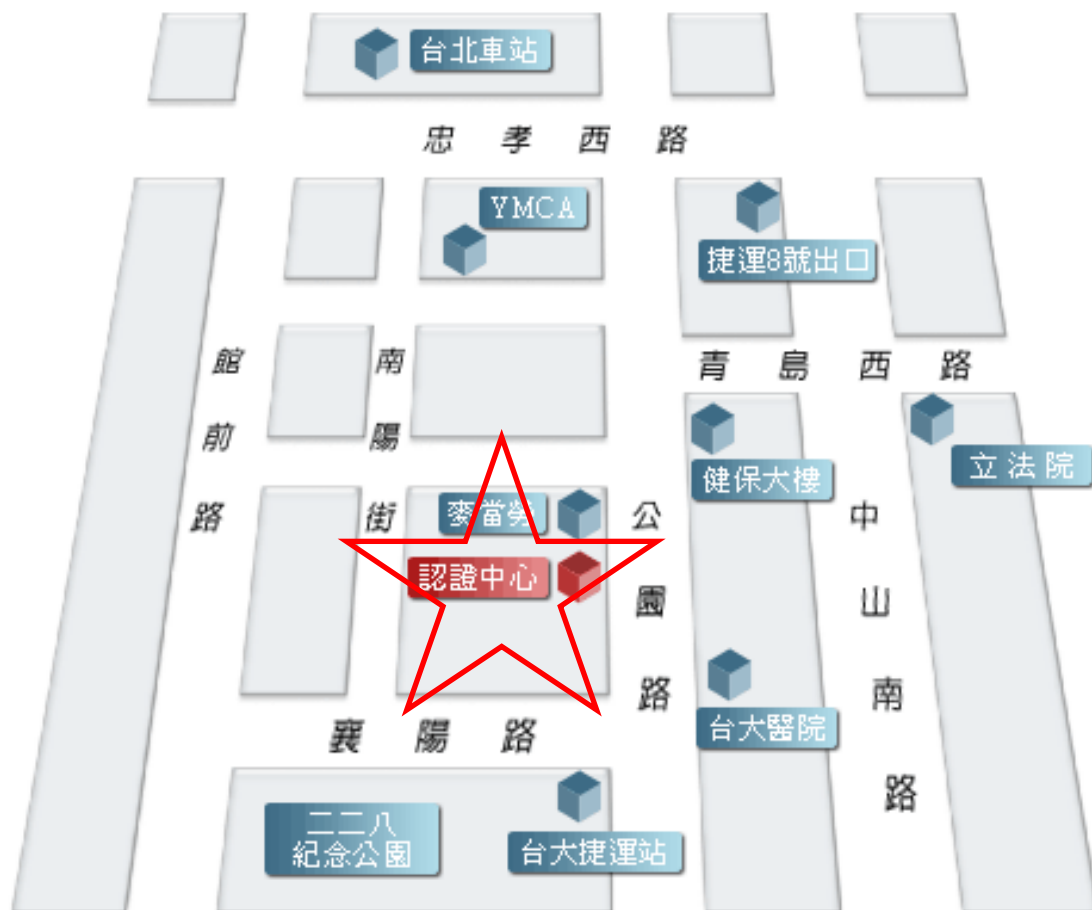 台北車站
忠孝西路
YMCA
捷運8號出口
館前路
南陽街
青島西路
健保大樓
立法院
麥當勞
認證中心
公園路
中山南路
台大醫院
襄陽路
二二八
紀念公園
台大捷運站